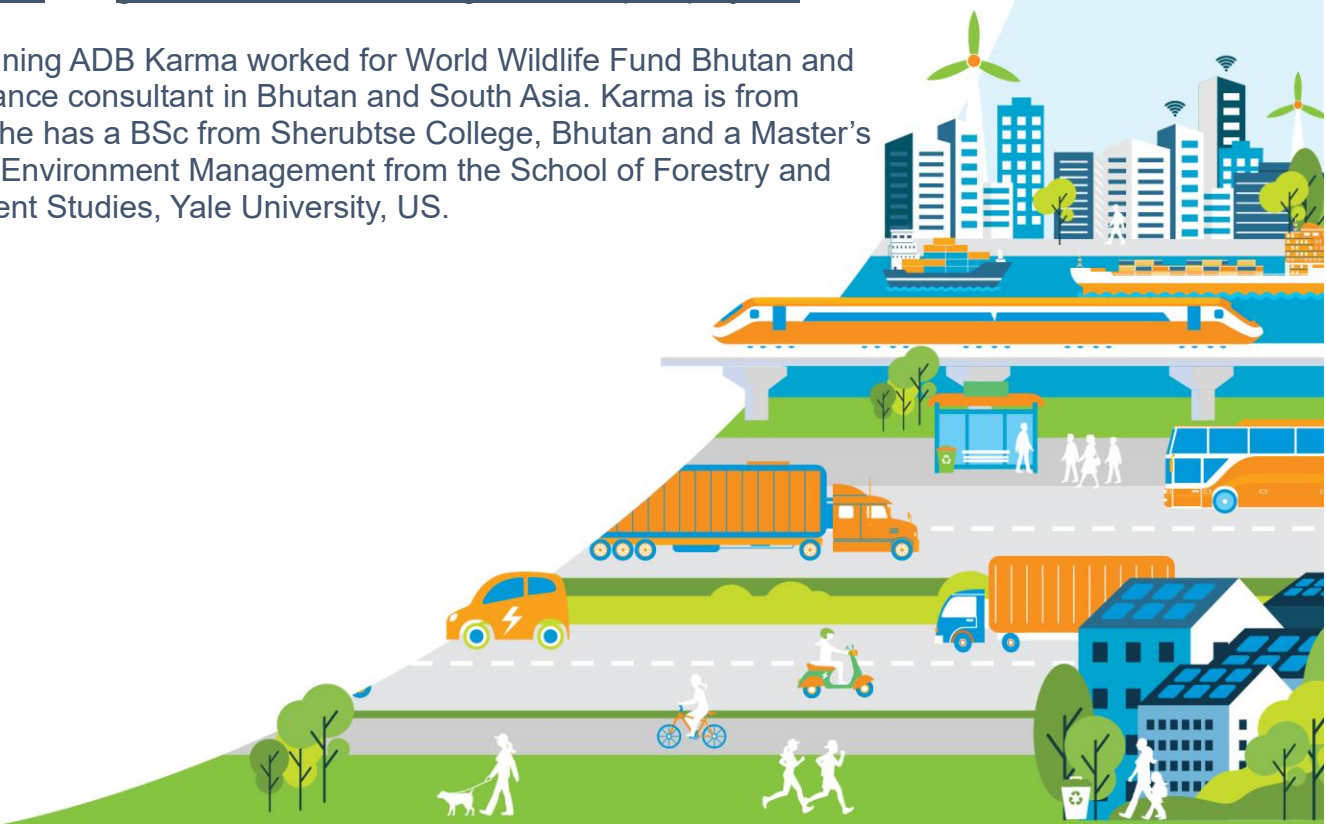 ning ADB Karma worked for World Wildlife Fund Bhutan and
ance consultant in Bhutan and South Asia. Karma is from
he has a BSc from Sherubtse College, Bhutan and a Master's
Environment Management from the School of Forestry and
ent Studies, Yale University, US.